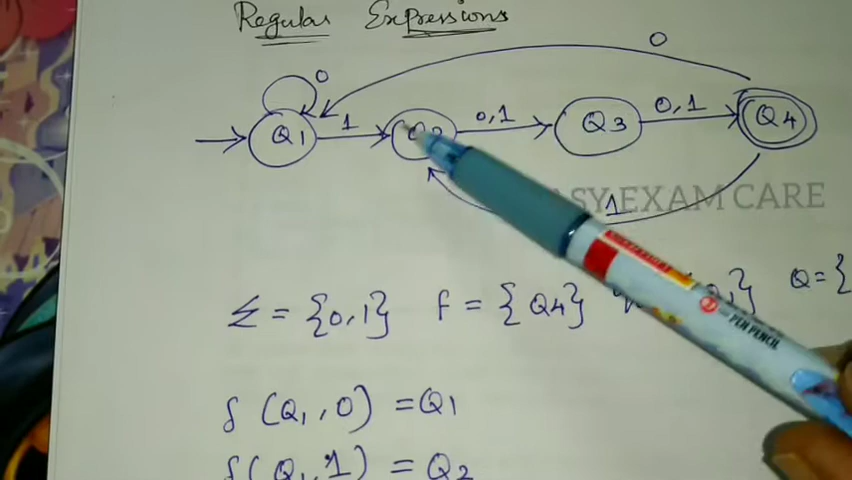 Regular Expressions
0 0
Q1 1 0,1 Q3 0,1 Q4
EASY EXAM CARE
1
Σ = {0,1} F = {Q4} Q = {
δ (Q1, 0) = Q1
δ (Q1, 1) = Q2